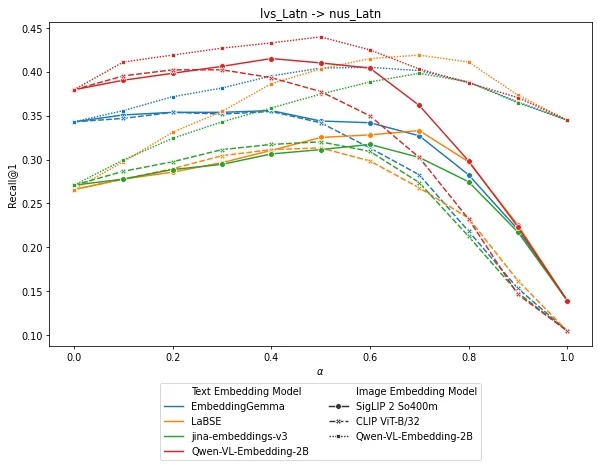 lvs_Latn -> nus_Latn
0.45
0.40
0.35
0.30
0.25
0.20
0.15
0.10
Recall@1
0.0 0.2 0.4 0.6 0.8 1.0
α
Text Embedding Model
EmbeddingGemma
LaBSE
jina-embeddings-v3
Qwen-VL-Embedding-2B
Image Embedding Model
SigLIP 2 So400m
CLIP ViT-B/32
Qwen-VL-Embedding-2B